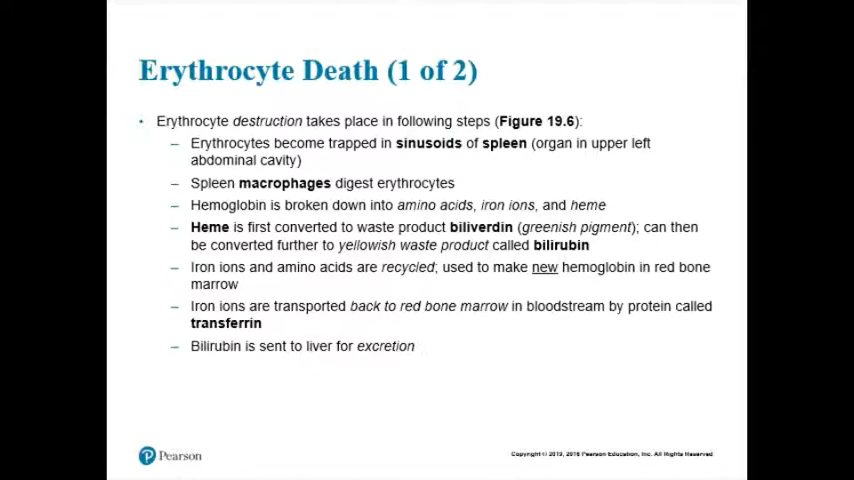 Erythrocyte Death (1 of 2)
• Erythrocyte destruction takes place in following steps (Figure 19.6):
– Erythrocytes become trapped in sinusoids of spleen (organ in upper left
abdominal cavity)
– Spleen macrophages digest erythrocytes
– Hemoglobin is broken down into amino acids, iron ions, and heme
– Heme is first converted to waste product biliverdin (greenish pigment); can then
be converted further to yellowish waste product called bilirubin
– Iron ions and amino acids are recycled; used to make new hemoglobin in red bone
marrow
– Iron ions are transported back to red bone marrow in bloodstream by protein called
transferrin
– Bilirubin is sent to liver for excretion
Pearson
Copyright © 2019, 2016 Pearson Education, Inc. All Rights Reserved